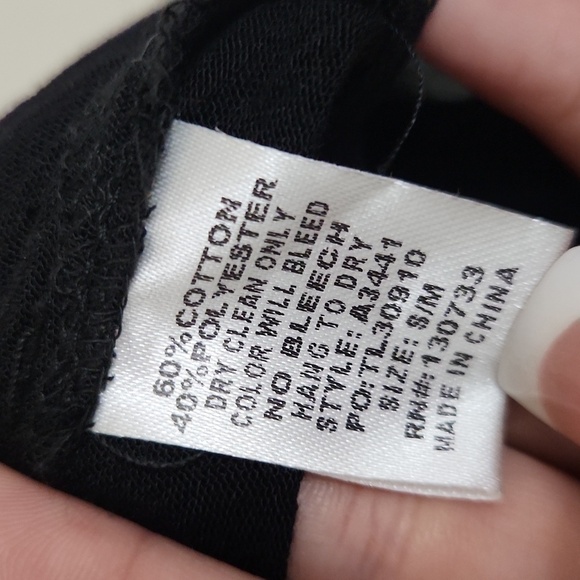 60%COTTON
40%POLYESTER
DRY CLEAN ONLY
COLOR WILL BLEED
NO BLEECH
HANG TO DRY
STYLE: A3441
PO:TL30910
SIZE: S/M
RN#:130733
MADE IN CHINA